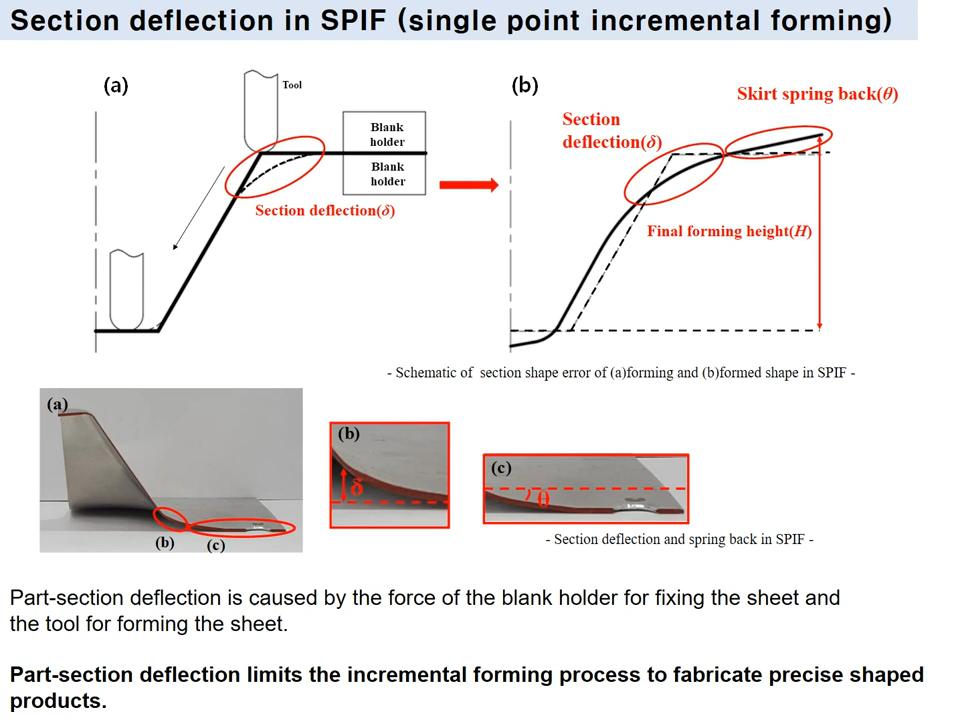 Section deflection in SPIF (single point incremental forming)
(a)
Tool
Blank
holder
Blank
holder
Section deflection(δ)
(b)
Skirt spring back(θ)
Section
deflection(δ)
Final forming height(H)
- Schematic of section shape error of (a)forming and (b)formed shape in SPIF -
(a)
(b)
(c)
(b)
δ
(c)
θ
- Section deflection and spring back in SPIF -
Part-section deflection is caused by the force of the blank holder for fixing the sheet and
the tool for forming the sheet.
Part-section deflection limits the incremental forming process to fabricate precise shaped
products.